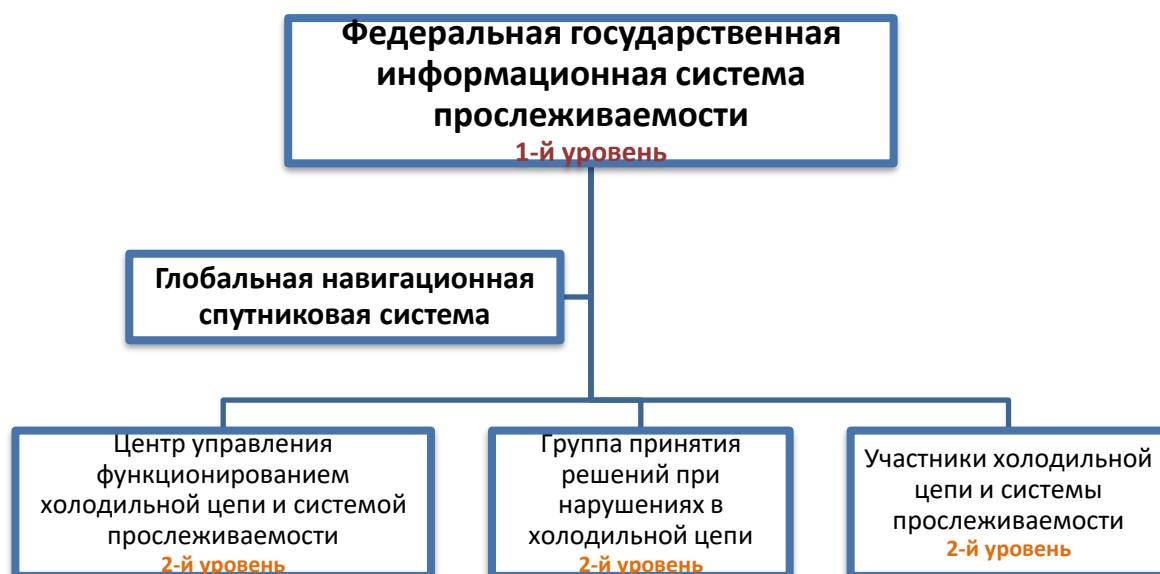 Федеральная государственная
информационная система
прослеживаемости
1-й уровень
Глобальная навигационная
спутниковая система
Центр управления
функционированием
холодильной цепи и системой
прослеживаемости
2-й уровень
Группа принятия
решений при
нарушениях в
холодильной цепи
2-й уровень
Участники холодильной
цепи и системы
прослеживаемости
2-й уровень